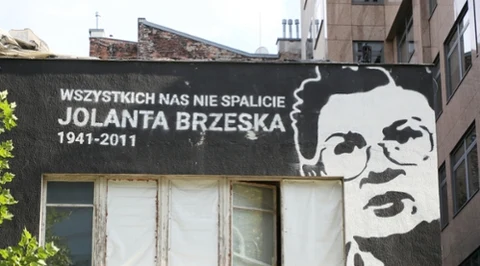 WSZYSTKICH NAS NIE SPALICIE
JOLANTA BRZESKA
1941-2011